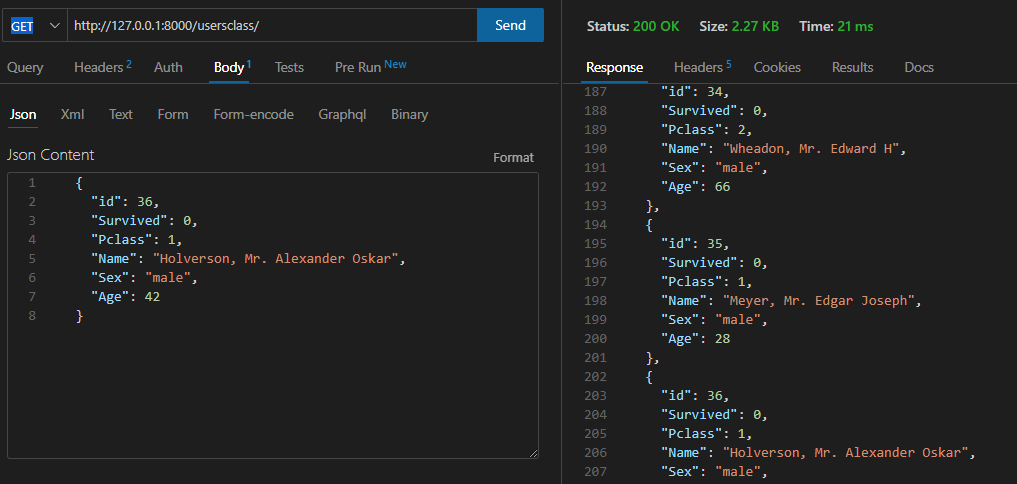 GET http://127.0.0.1:8000/usersclass/ Send
Query Headers 2 Auth Body 1 Tests Pre Run New
Json Xml Text Form Form-encode Graphql Binary
Json Content Format
1 {
2 "id": 36,
3 "Survived": 0,
4 "Pclass": 1,
5 "Name": "Holverson, Mr. Alexander Oskar",
6 "Sex": "male",
7 "Age": 42
8 }
Status: 200 OK Size: 2.27 KB Time: 21 ms
Response Headers 5 Cookies Results Docs
187 "id": 34,
188 "Survived": 0,
189 "Pclass": 2,
190 "Name": "Wheadon, Mr. Edward H",
191 "Sex": "male",
192 "Age": 66
193 },
194 {
195 "id": 35,
196 "Survived": 0,
197 "Pclass": 1,
198 "Name": "Meyer, Mr. Edgar Joseph",
199 "Sex": "male",
200 "Age": 28
201 },
202 {
203 "id": 36,
204 "Survived": 0,
205 "Pclass": 1,
206 "Name": "Holverson, Mr. Alexander Oskar",
207 "Sex": "male",